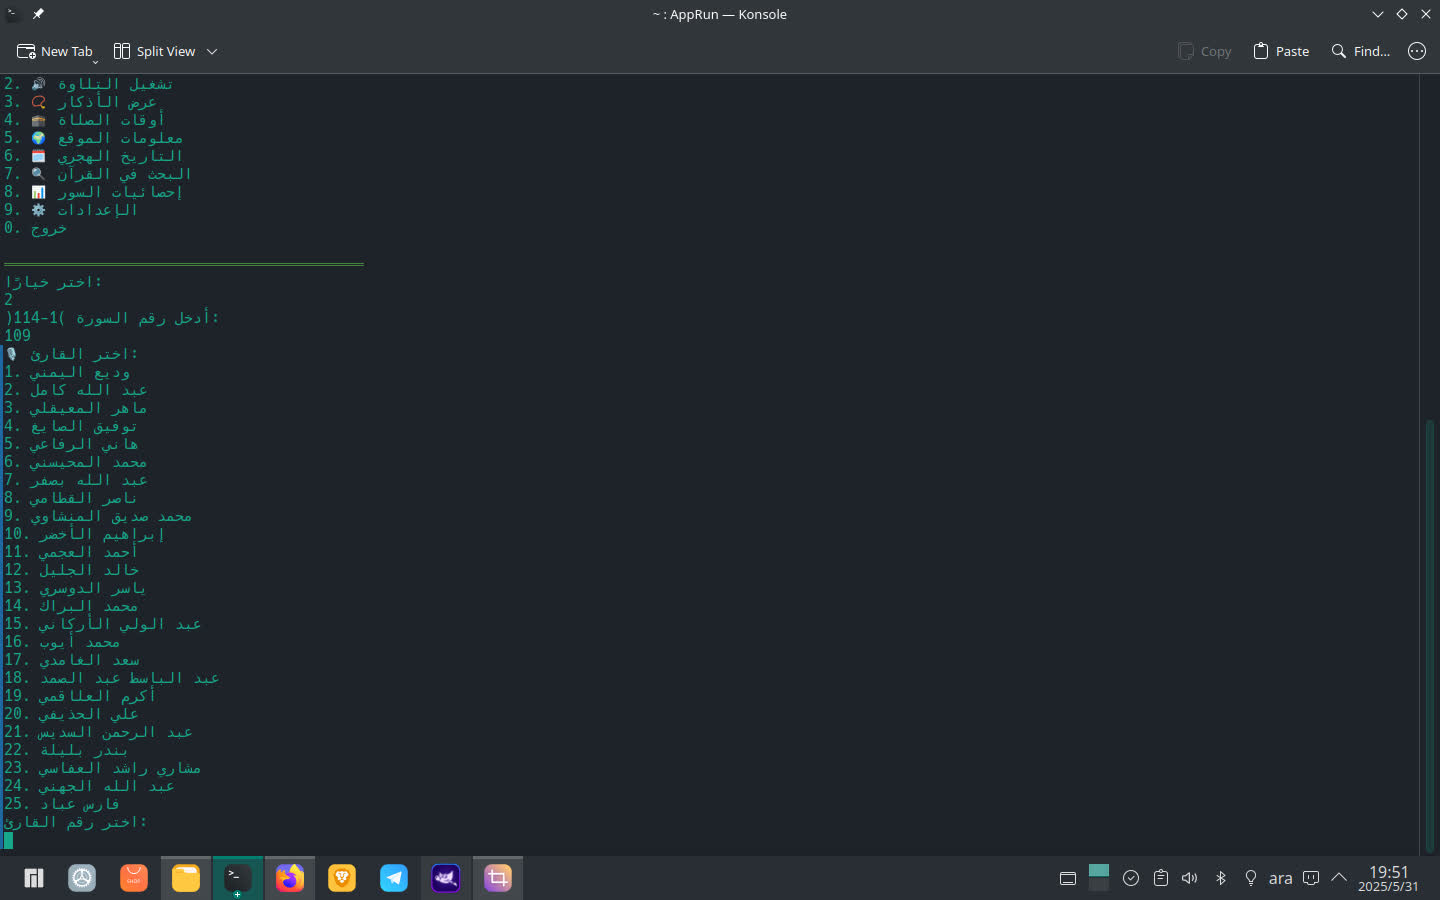 ~ : AppRun — Konsole
New Tab
Split View
Copy
Paste
Find...
2. 🔊 تشغيل التلاوة
3. 📿 عرض الأذكار
4. 🕋 أوقات الصلاة
5. 🌍 معلومات الموقع
6. 🗓️ التاريخ الهجري
7. 🔍 البحث في القرآن
8. 📊 إحصائيات السور
9. ⚙️ الإعدادات
0. خروج
اختر خيارًا:
2
أدخل رقم السورة (1-114):
109
🎙️ اختر القارئ:
1. وديع اليمني
2. عبد الله كامل
3. ماهر المعيقلي
4. توفيق الصايغ
5. هاني الرفاعي
6. محمد المحيسني
7. عبد الله بصفر
8. ناصر القطامي
9. محمد صديق المنشاوي
10. إبراهيم الأخضر
11. أحمد العجمي
12. خالد الجليل
13. ياسر الدوسري
14. محمد البراك
15. عبد الولي الأركاني
16. محمد أيوب
17. سعد الغامدي
18. عبد الباسط عبد الصمد
19. أكرم العلاقمي
20. علي الحذيفي
21. عبد الرحمن السديس
22. بندر بليلة
23. مشاري راشد العفاسي
24. عبد الله الجهني
25. فارس عباد
اختر رقم القارئ:
ara
19:51
2025/5/31